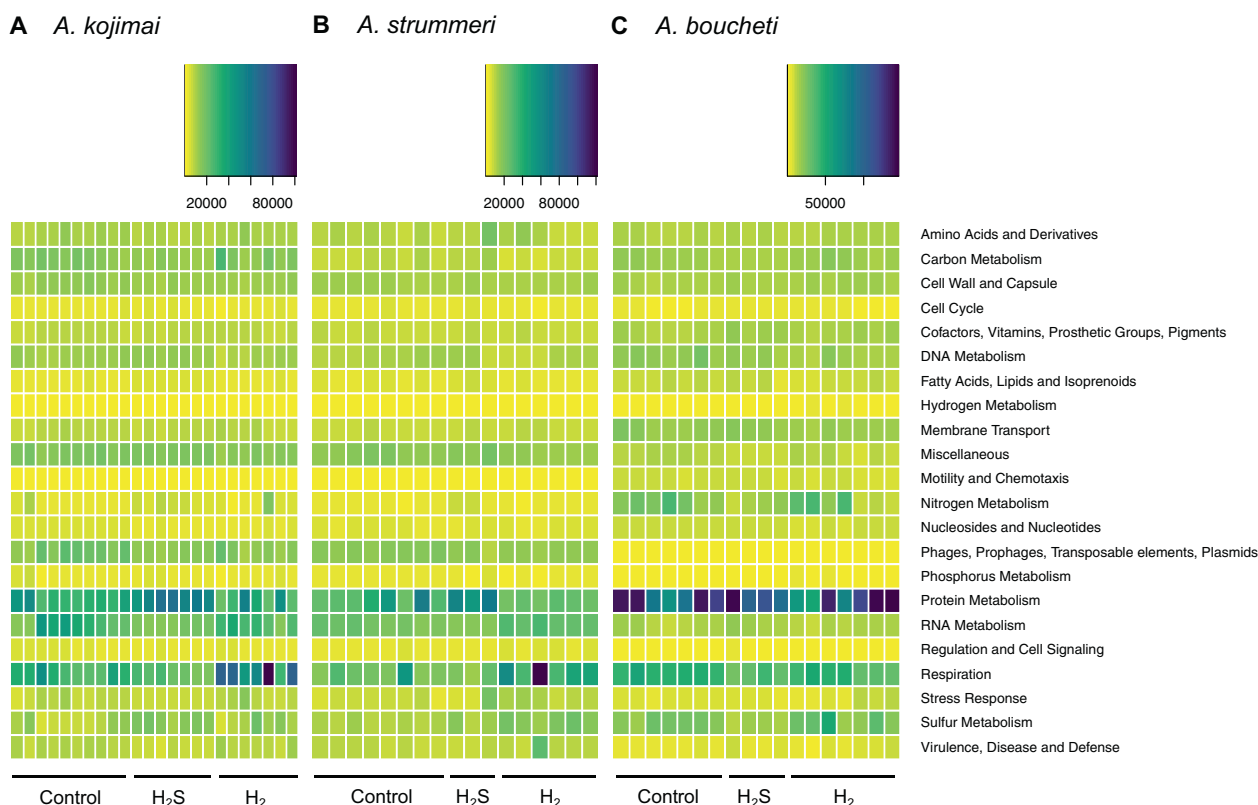 A A. kojimai B A. strummeri C A. boucheti
20000 80000 20000 80000 50000
Amino Acids and Derivatives
Carbon Metabolism
Cell Wall and Capsule
Cell Cycle
Cofactors, Vitamins, Prosthetic Groups, Pigments
DNA Metabolism
Fatty Acids, Lipids and Isoprenoids
Hydrogen Metabolism
Membrane Transport
Miscellaneous
Motility and Chemotaxis
Nitrogen Metabolism
Nucleosides and Nucleotides
Phages, Prophages, Transposable elements, Plasmids
Phosphorus Metabolism
Protein Metabolism
RNA Metabolism
Regulation and Cell Signaling
Respiration
Stress Response
Sulfur Metabolism
Virulence, Disease and Defense
Control H₂S H₂ Control H₂S H₂ Control H₂S H₂